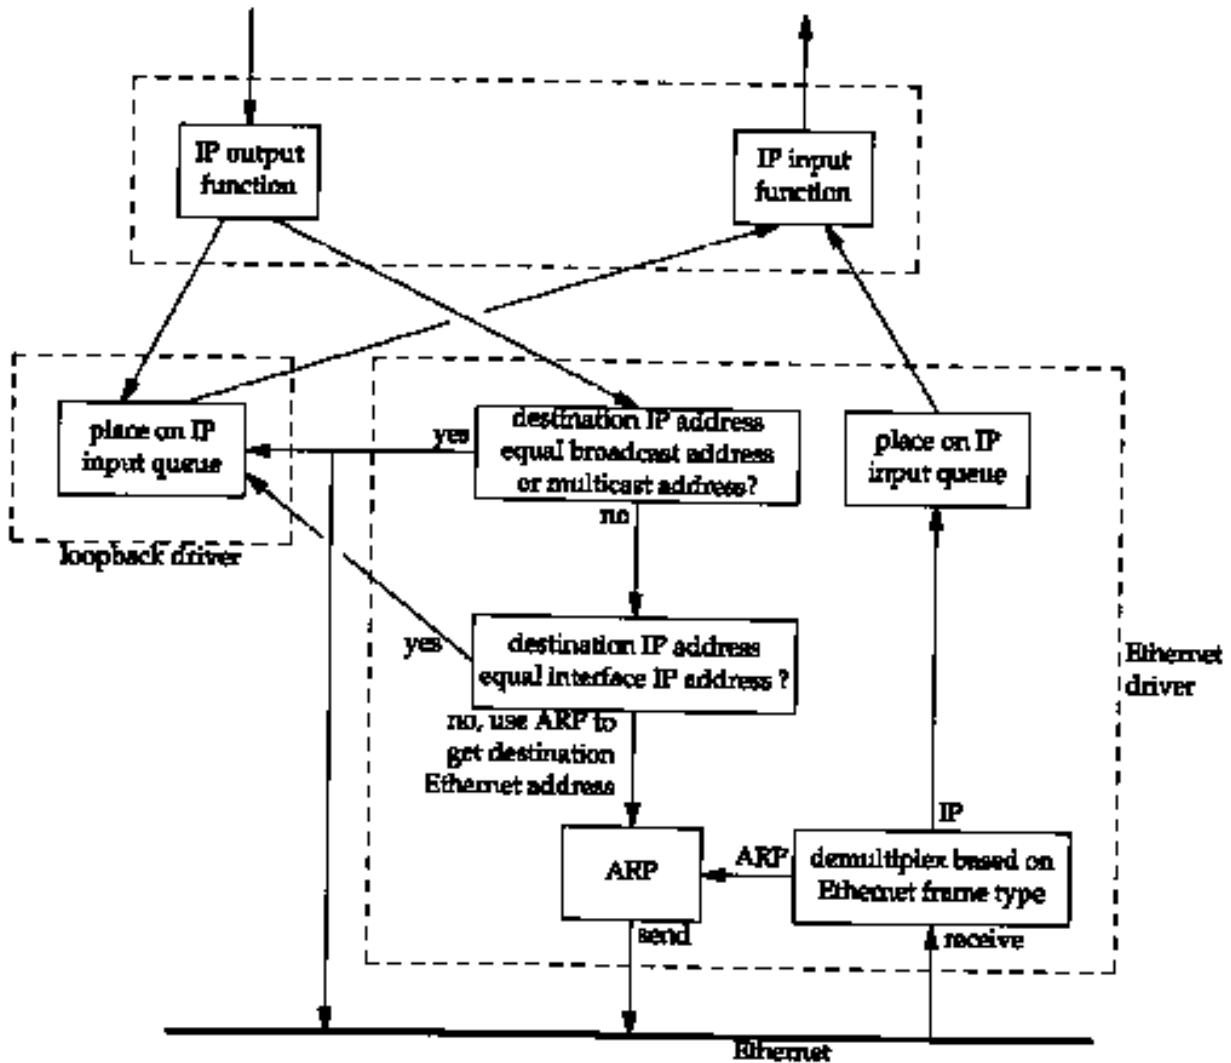 IP output
function
IP input
function
place on IP
input queue
loopback driver
yes
destination IP address
equal broadcast address
or multicast address?
no
place on IP
input queue
yes
destination IP address
equal interface IP address ?
Ethernet
driver
no, use ARP to
get destination
Ethernet address
IP
ARP
ARP
demultiplex based on
Ethernet frame type
send
receive
Ethernet